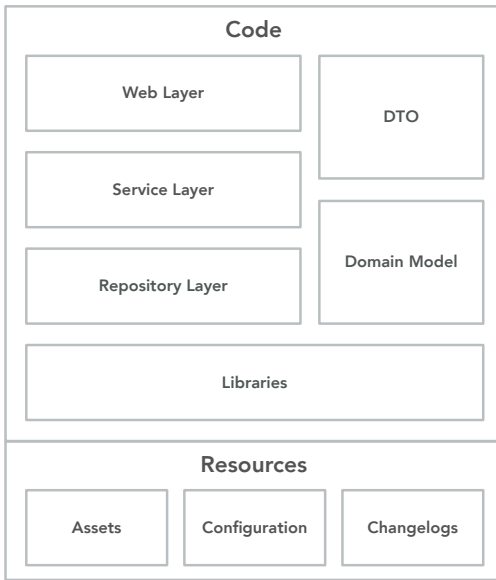 Code
Web Layer
DTO
Service Layer
Domain Model
Repository Layer
Libraries
Resources
Assets
Configuration
Changelogs